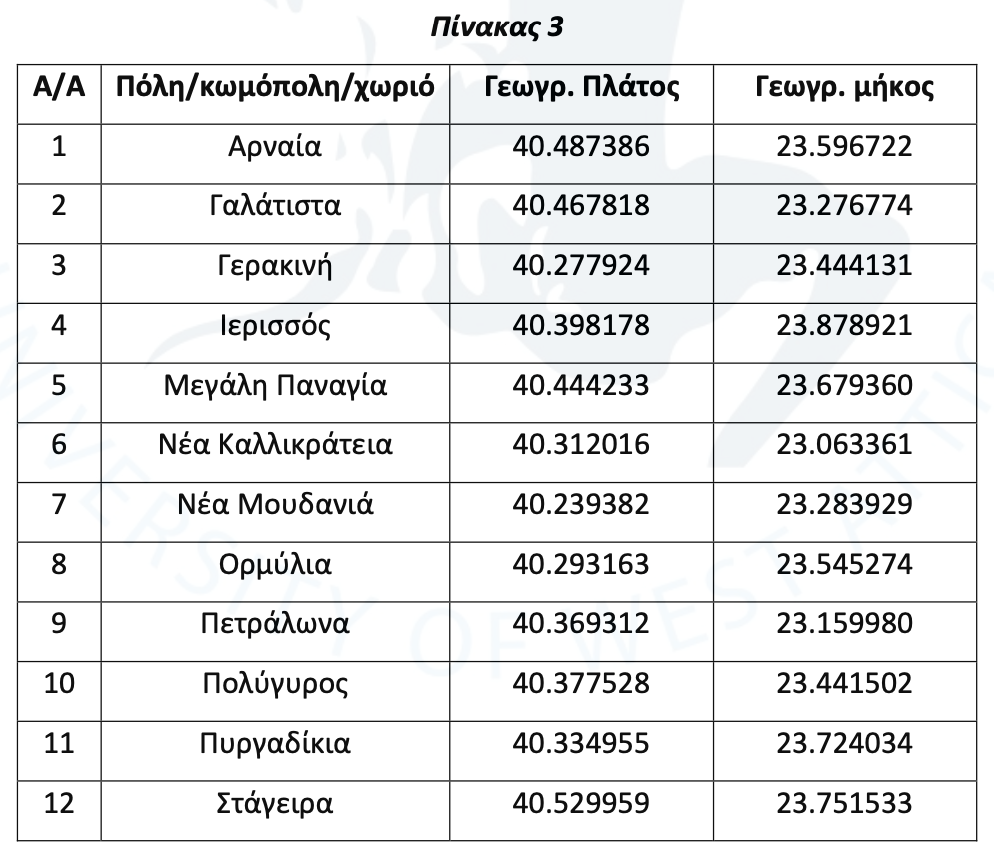 Πίνακας 3
Α/Α Πόλη/κωμόπολη/χωριό Γεωγρ. Πλάτος Γεωγρ. μήκος
1 Αρναία 40.487386 23.596722
2 Γαλάτιστα 40.467818 23.276774
3 Γερακινή 40.277924 23.444131
4 Ιερισσός 40.398178 23.878921
5 Μεγάλη Παναγία 40.444233 23.679360
6 Νέα Καλλικράτεια 40.312016 23.063361
7 Νέα Μουδανιά 40.239382 23.283929
8 Ορμύλια 40.293163 23.545274
9 Πετράλωνα 40.369312 23.159980
10 Πολύγυρος 40.377528 23.441502
11 Πυργαδίκια 40.334955 23.724034
12 Στάγειρα 40.529959 23.751533
UNIVERSITY OF WEST ATTI